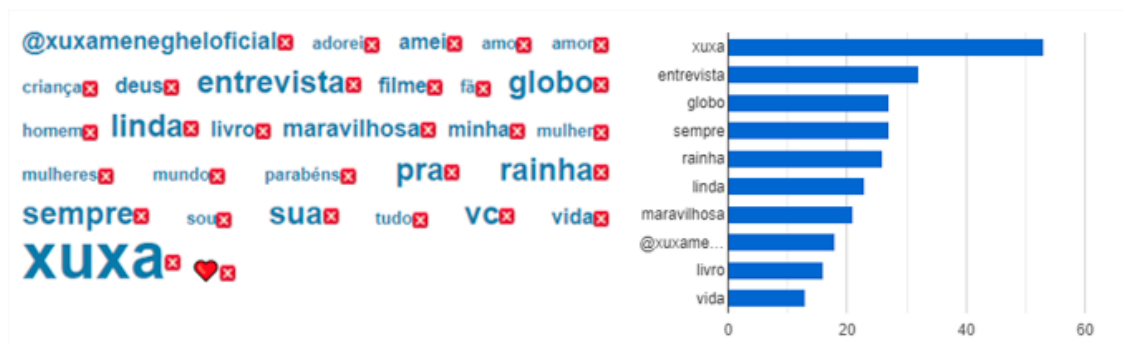 @xuxamenegheloficial adorei amei amo amor
criança deus entrevista filme fã globo
homem linda livro maravilhosa minha mulher
mulheres mundo parabéns pra rainha
sempre sou sua tudo vc vida
xuxa ❤
xuxa
entrevista
globo
sempre
rainha
linda
maravilhosa
@xuxame...
livro
vida
0 20 40 60